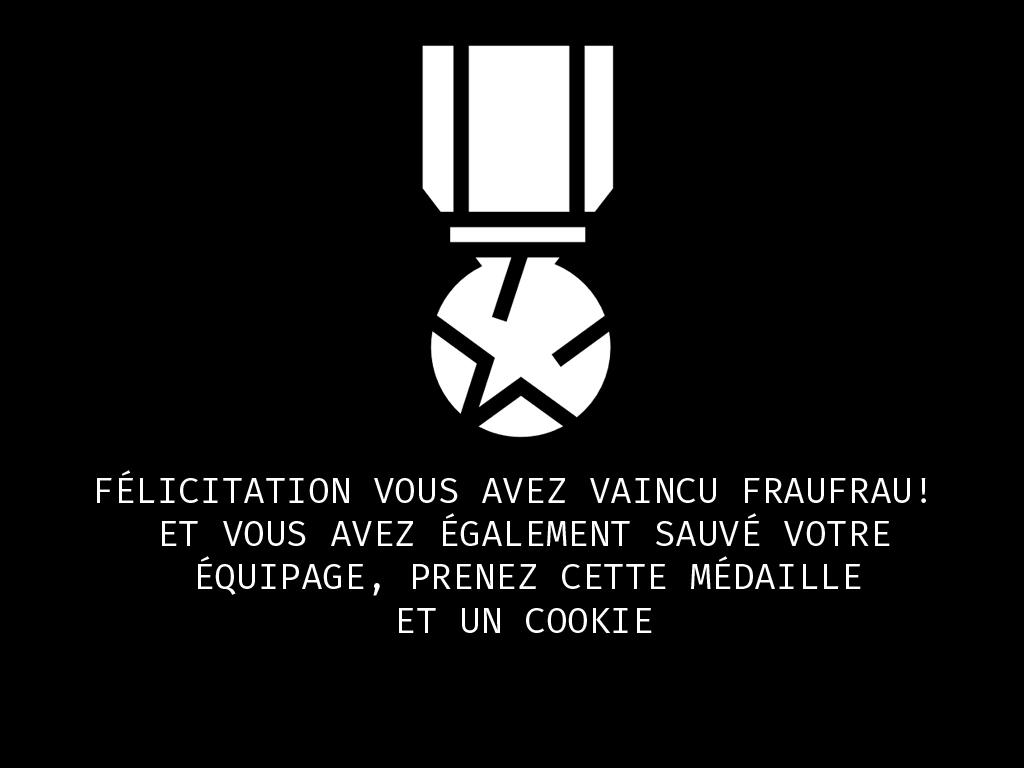 FÉLICITATION VOUS AVEZ VAINCU FRAUFRAU!
ET VOUS AVEZ ÉGALEMENT SAUVÉ VOTRE
ÉQUIPAGE, PRENEZ CETTE MÉDAILLE
ET UN COOKIE